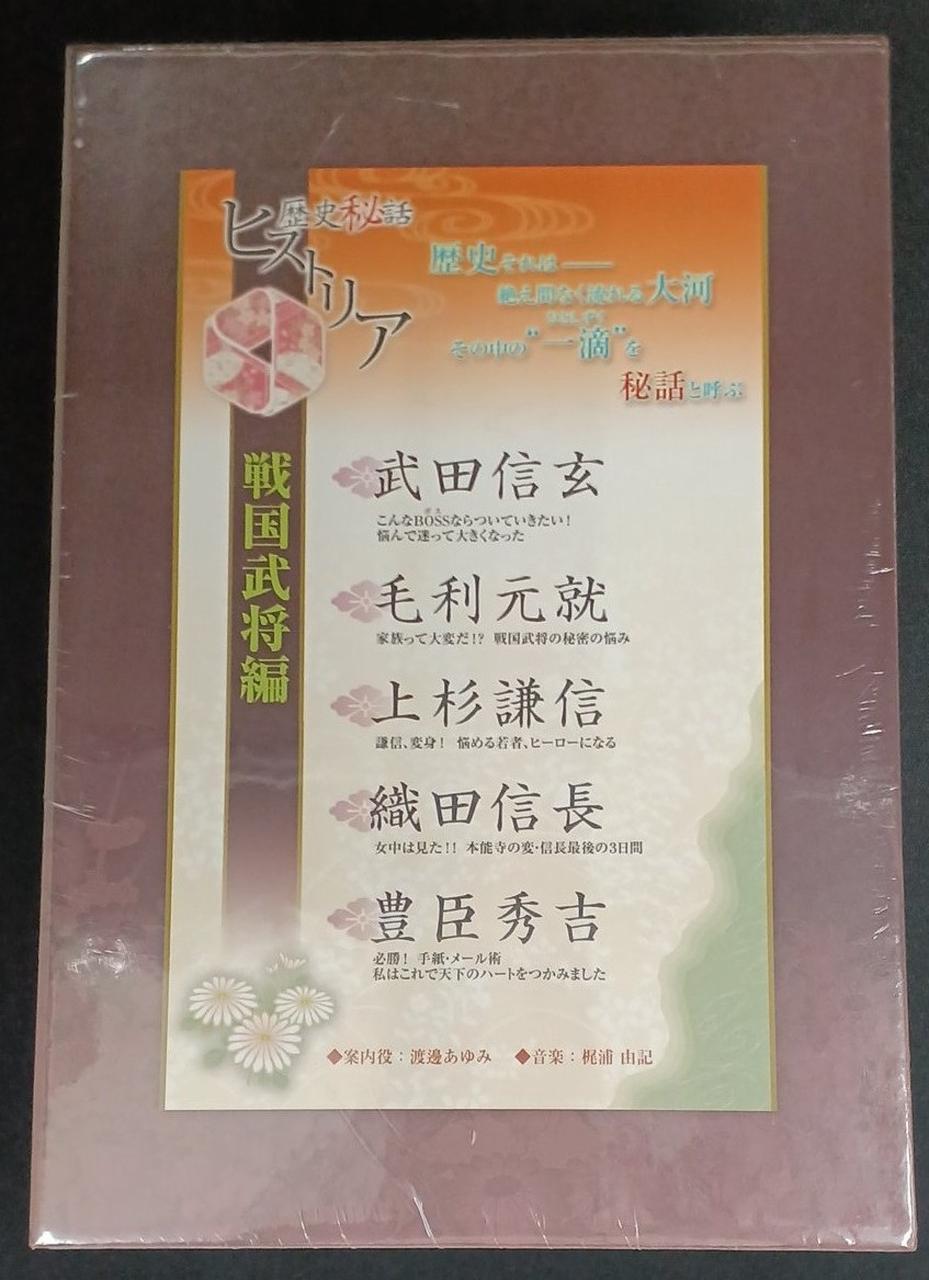 歴史秘話
ヒストリア
歴史それは──
絶え間なく流れる大河
ひとしずく
その中の“一滴”を
秘話と呼ぶ
戦国武将編
武田信玄
ボス
こんなBOSSならついていきたい！
悩んで迷って大きくなった
毛利元就
家族って大変だ！？ 戦国武将の秘密の悩み
上杉謙信
謙信、変身！ 悩める若者、ヒーローになる
織田信長
女中は見た！！ 本能寺の変・信長最後の3日間
豊臣秀吉
必勝！ 手紙・メール術
私はこれで天下のハートをつかみました
◆案内役：渡邊あゆみ ◆音楽：梶浦 由記